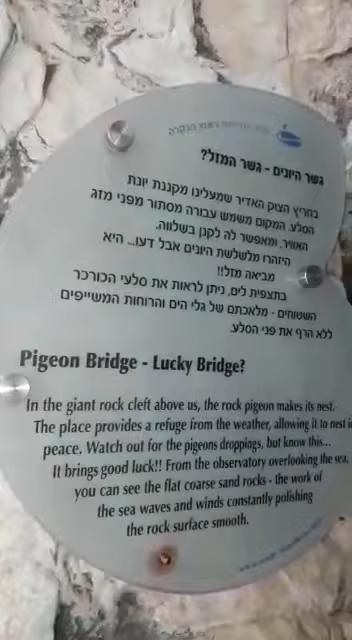 גשר היונים - גשר המזל?
בחריץ הצוק האדיר שמעלינו מקננת יונת
הסלע. המקום משמש עבורה מסתור מפני מזג
האוויר, ומאפשר לה לקנן בשלווה.
היזהרו מלשלשת היונים אבל דעו... היא
מביאה מזל!!
בתצפית לים, ניתן לראות את סלעי הכורכר
השטוחים - מלאכתם של גלי הים והרוחות המשייפים
ללא הרף את פני הסלע.
Pigeon Bridge - Lucky Bridge?
In the giant rock cleft above us, the rock pigeon makes its nest.
The place provides a refuge from the weather, allowing it to nest in
peace. Watch out for the pigeons droppings, but know this...
It brings good luck!! From the observatory overlooking the sea,
you can see the flat coarse sand rocks - the work of
the sea waves and winds constantly polishing
the rock surface smooth.